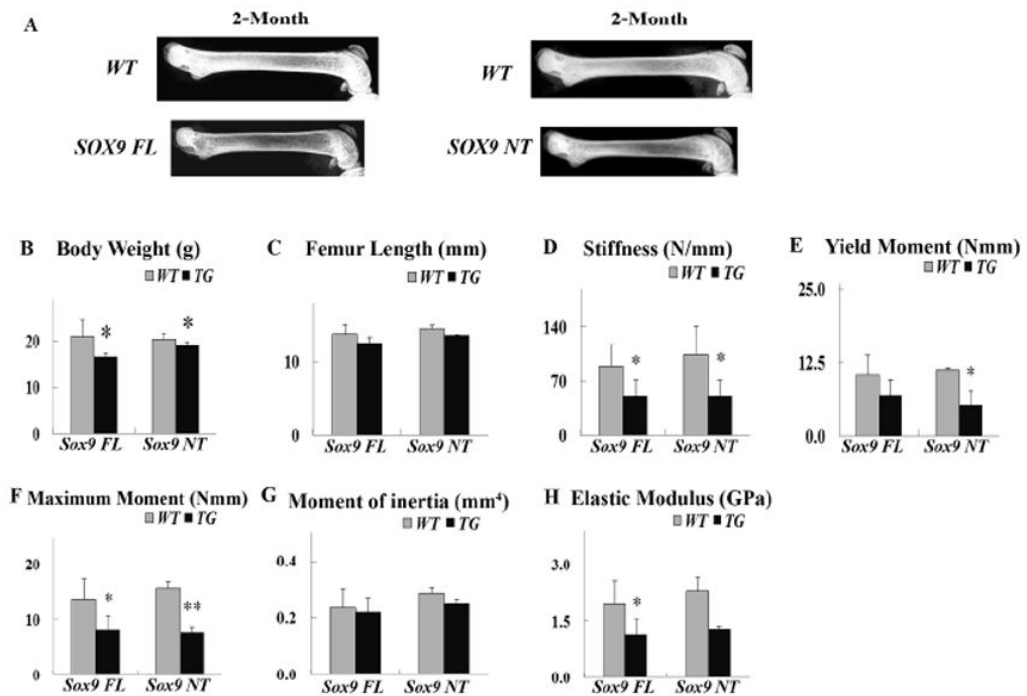 A
2-Month
2-Month
WT
WT
SOX9 FL
SOX9 NT
B Body Weight (g)
WT TG
20
10
0
* *
Sox9 FL Sox9 NT
C Femur Length (mm)
WT TG
10
0
Sox9 FL Sox9 NT
D Stiffness (N/mm)
WT TG
140
70
0
* *
Sox9 FL Sox9 NT
E Yield Moment (Nmm)
WT TG
25.0
12.5
0.0
*
Sox9 FL Sox9 NT
F Maximum Moment (Nmm)
WT TG
20
10
0
* **
Sox9 FL Sox9 NT
G Moment of inertia (mm⁴)
WT TG
0.4
0.2
0.0
Sox9 FL Sox9 NT
H Elastic Modulus (GPa)
WT TG
3.0
1.5
0.0
*
Sox9 FL Sox9 NT